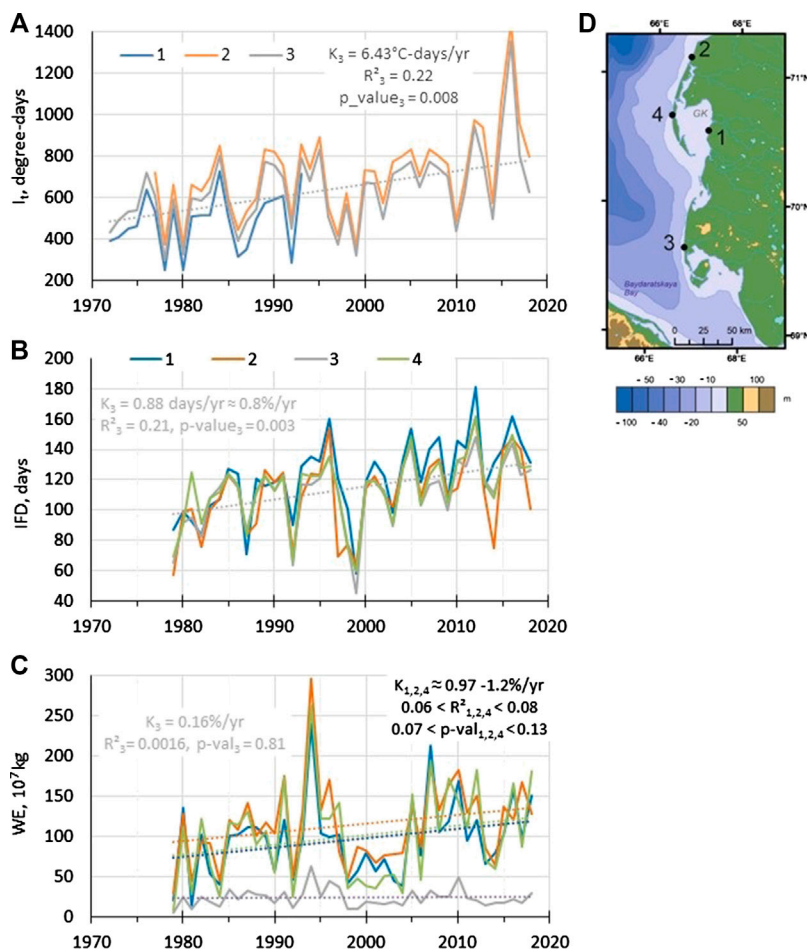 A
1400
1200
1000
800
600
400
200
Iₜ, degree-days
1 2 3
K₃ = 6.43°C-days/yr
R²₃ = 0.22
p_value₃ = 0.008
1970 1980 1990 2000 2010 2020
B
200
180
160
140
120
100
80
60
40
IFD, days
1 2 3 4
K₃ = 0.88 days/yr ≈ 0.8%/yr
R²₃ = 0.21, p-value₃ = 0.003
1970 1980 1990 2000 2010 2020
C
300
250
200
150
100
50
0
WE, 10⁷kg
K₃ = 0.16%/yr
R²₃= 0.0016, p-val₃ = 0.81
K₁,₂,₄ ≈ 0.97 -1.2%/yr
0.06 < R²₁,₂,₄ < 0.08
0.07 < p-val₁,₂,₄ < 0.13
1970 1980 1990 2000 2010 2020
D
66°E 68°E
71°N
70°N
69°N
2
4
GK
1
3
Baydaratskaya
Bay
0 25 50 km
66°E 68°E
- 50 -30 -10 100
m
- 100 -40 -20 50